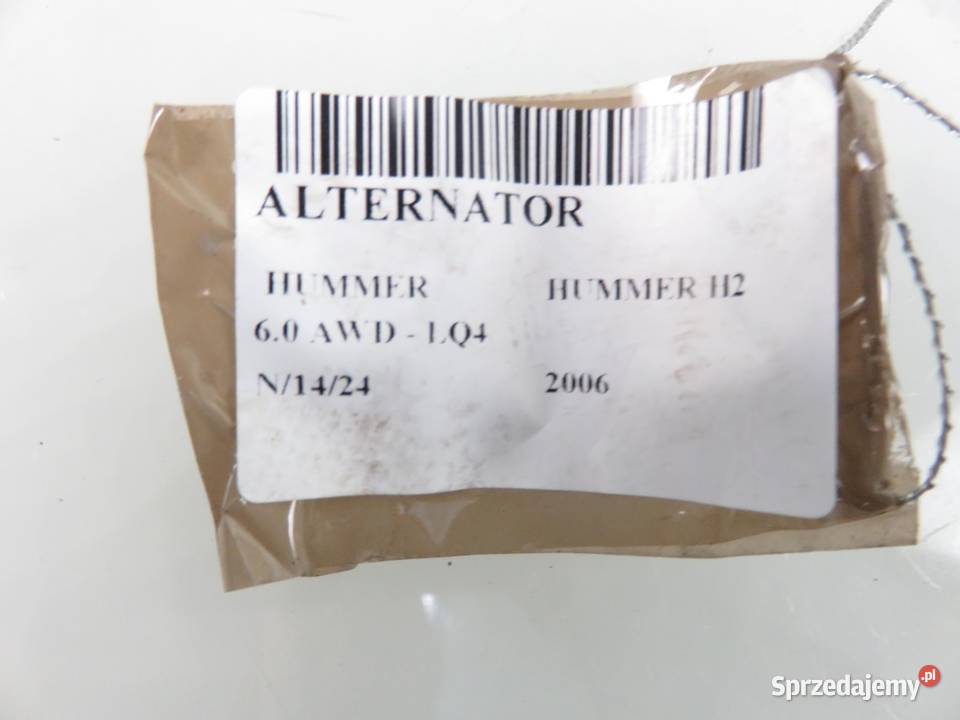 ALTERNATOR
HUMMER HUMMER H2
6.0 AWD - LQ4
N/14/24 2006
Sprzedajemy.pl